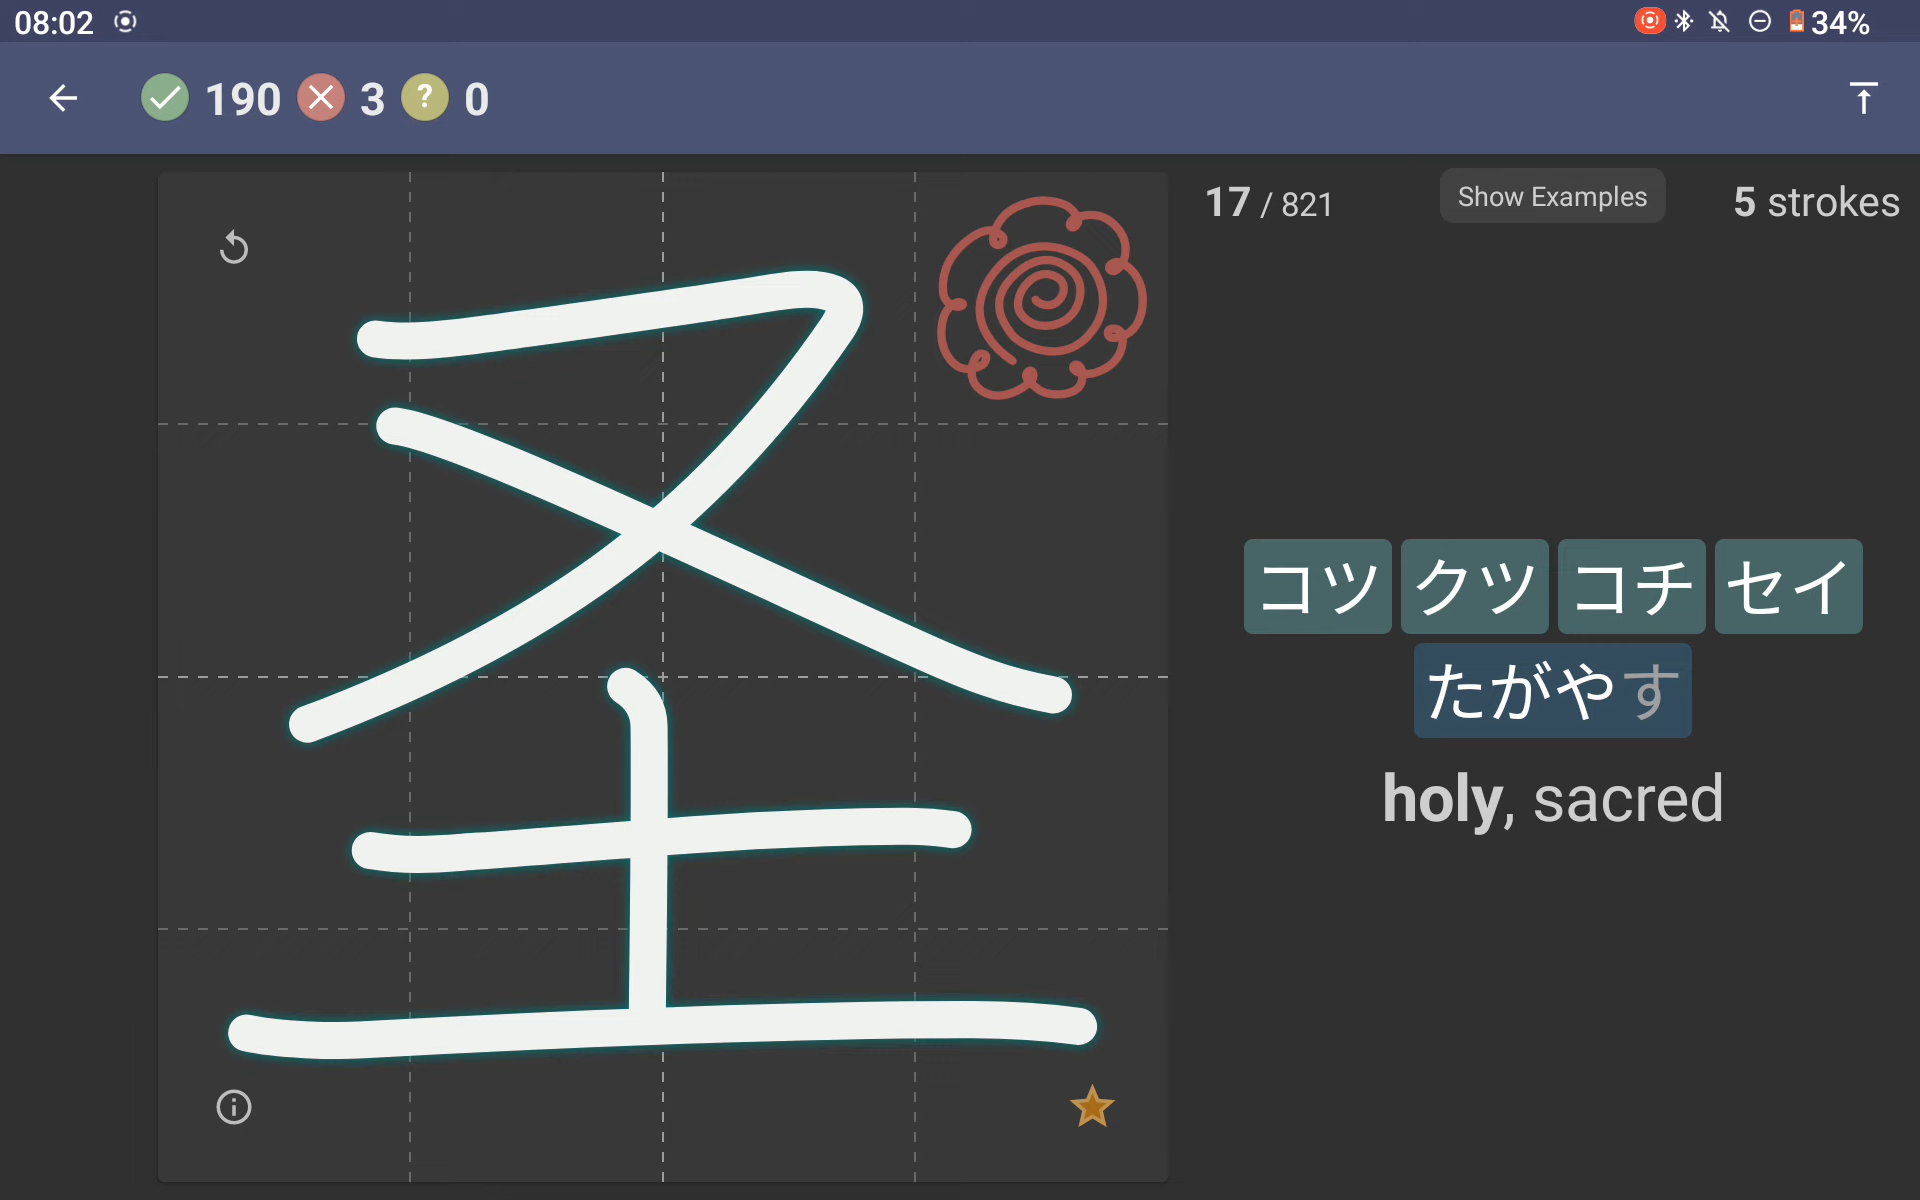 08:02 34%
190 3 ? 0
17 / 821 Show Examples 5 strokes
圣
コツ クツ コチ セイ
たがやす
holy, sacred